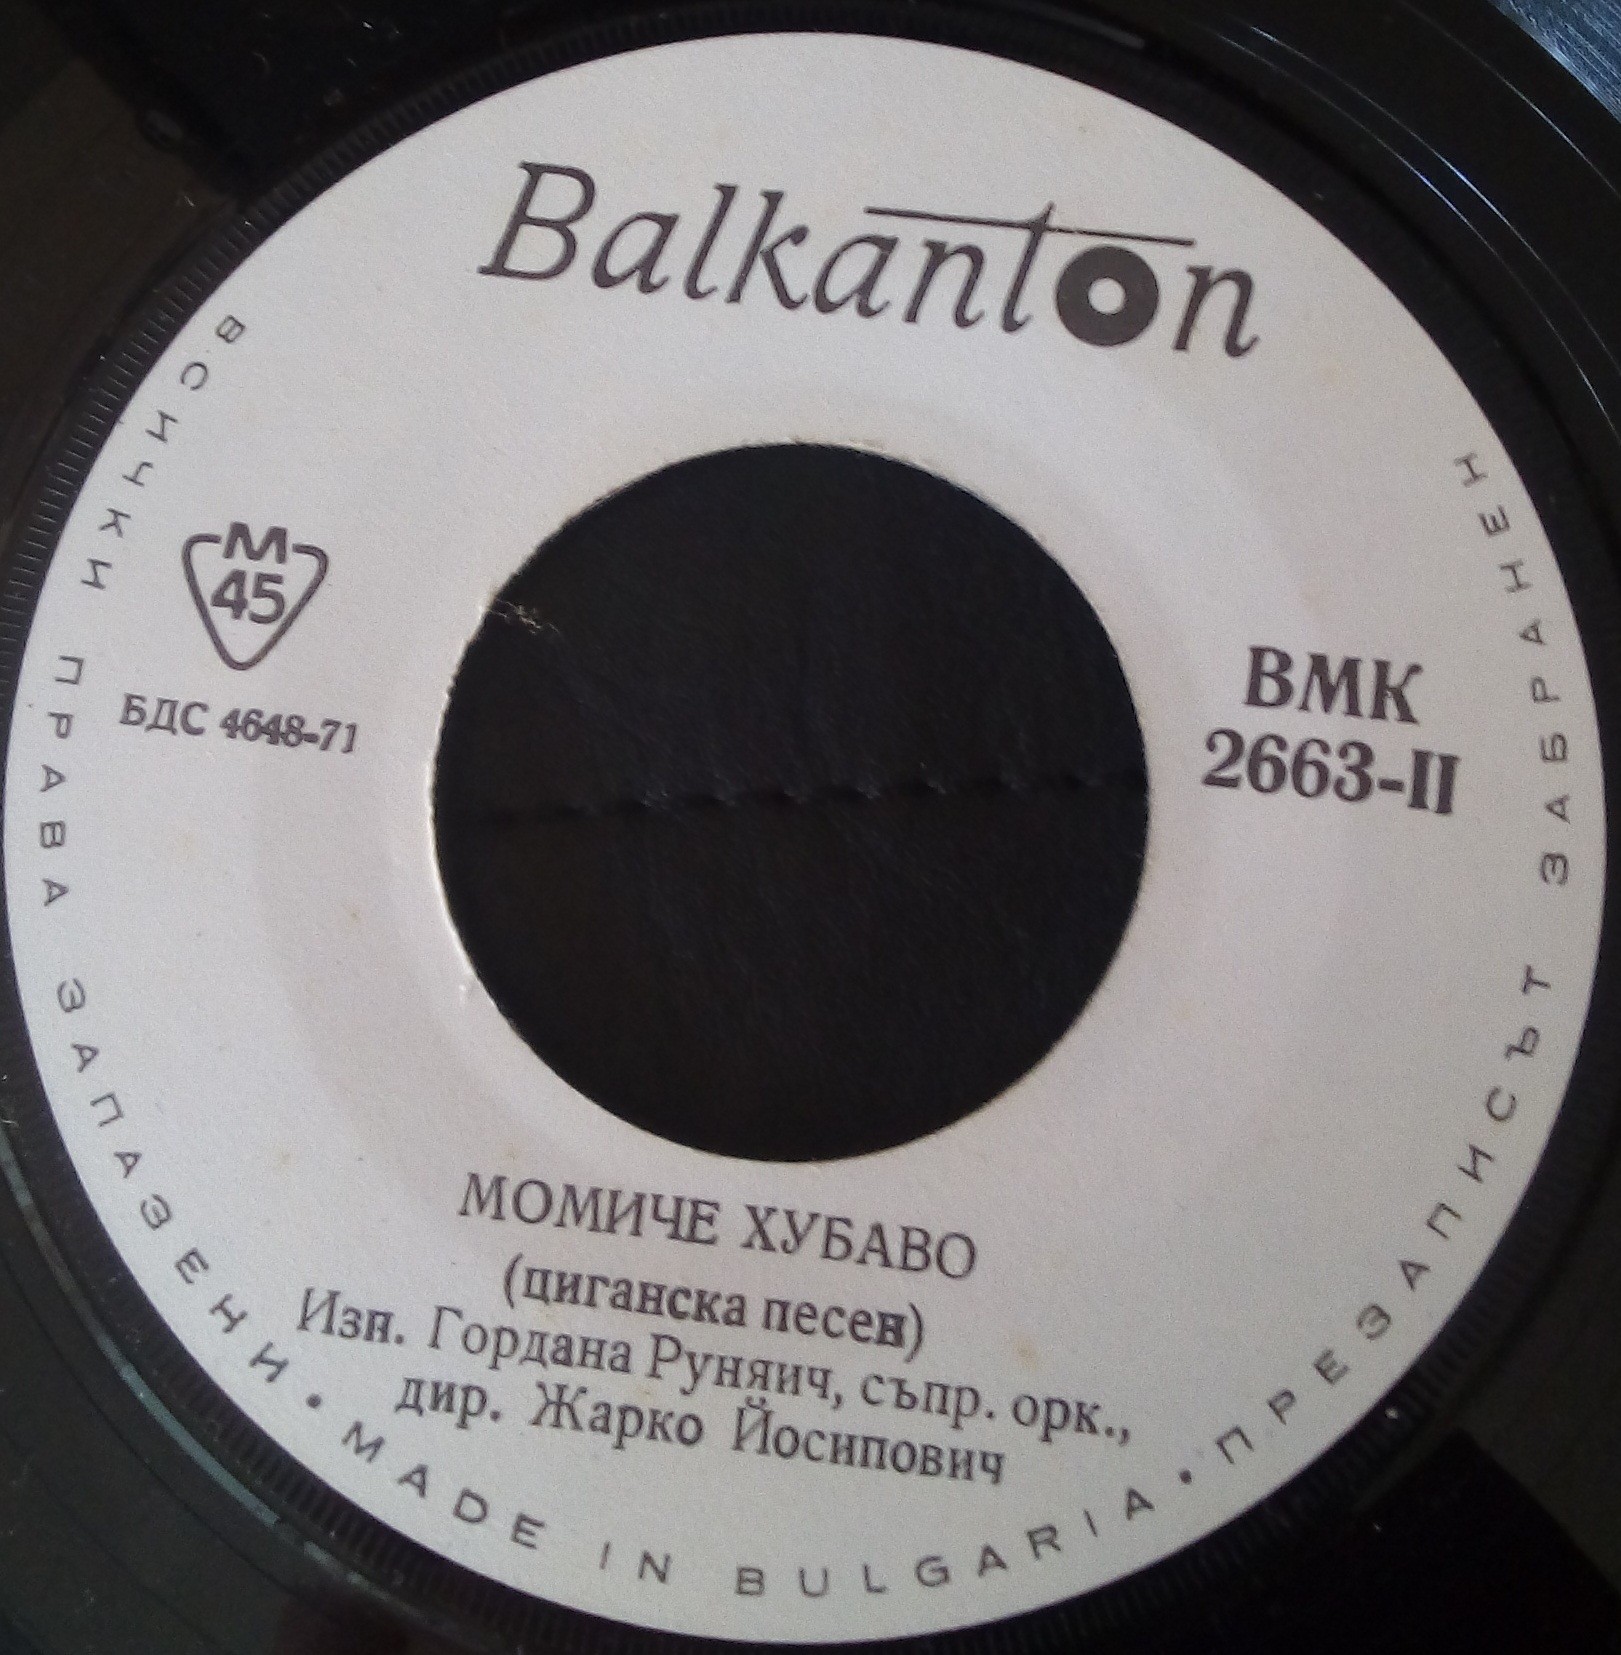 Balkanton
М
45
БДС 4648-71
ВМК
2663-II
МОМИЧЕ ХУБАВО
(циганска песен)
Изп. Гордана Руняич, съпр. орк.,
дир. Жарко Йосипович
ВСИЧКИ ПРАВА ЗАПАЗЕНИ • MADE IN BULGARIA • ПРЕЗАПИСЪТ ЗАБРАНЕН